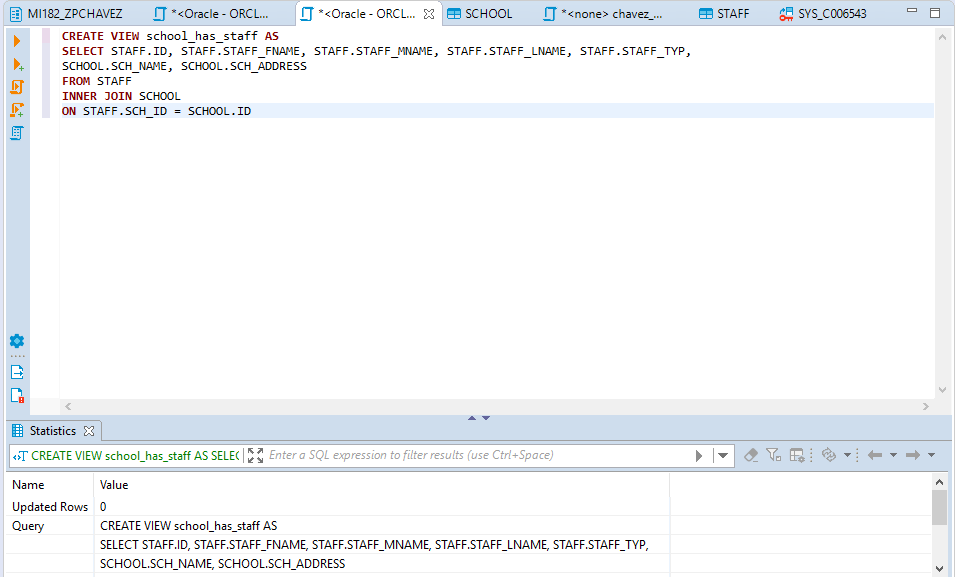 MI182_ZPCHAVEZ
*<Oracle - ORCL...
*<Oracle - ORCL...
SCHOOL
*<none> chavez_...
STAFF
SYS_C006543
CREATE VIEW school_has_staff AS
SELECT STAFF.ID, STAFF.STAFF_FNAME, STAFF.STAFF_MNAME, STAFF.STAFF_LNAME, STAFF.STAFF_TYP,
SCHOOL.SCH_NAME, SCHOOL.SCH_ADDRESS
FROM STAFF
INNER JOIN SCHOOL
ON STAFF.SCH_ID = SCHOOL.ID
Statistics
CREATE VIEW school_has_staff AS SELEC
Enter a SQL expression to filter results (use Ctrl+Space)
Name Value
Updated Rows 0
Query CREATE VIEW school_has_staff AS
SELECT STAFF.ID, STAFF.STAFF_FNAME, STAFF.STAFF_MNAME, STAFF.STAFF_LNAME, STAFF.STAFF_TYP,
SCHOOL.SCH_NAME, SCHOOL.SCH_ADDRESS